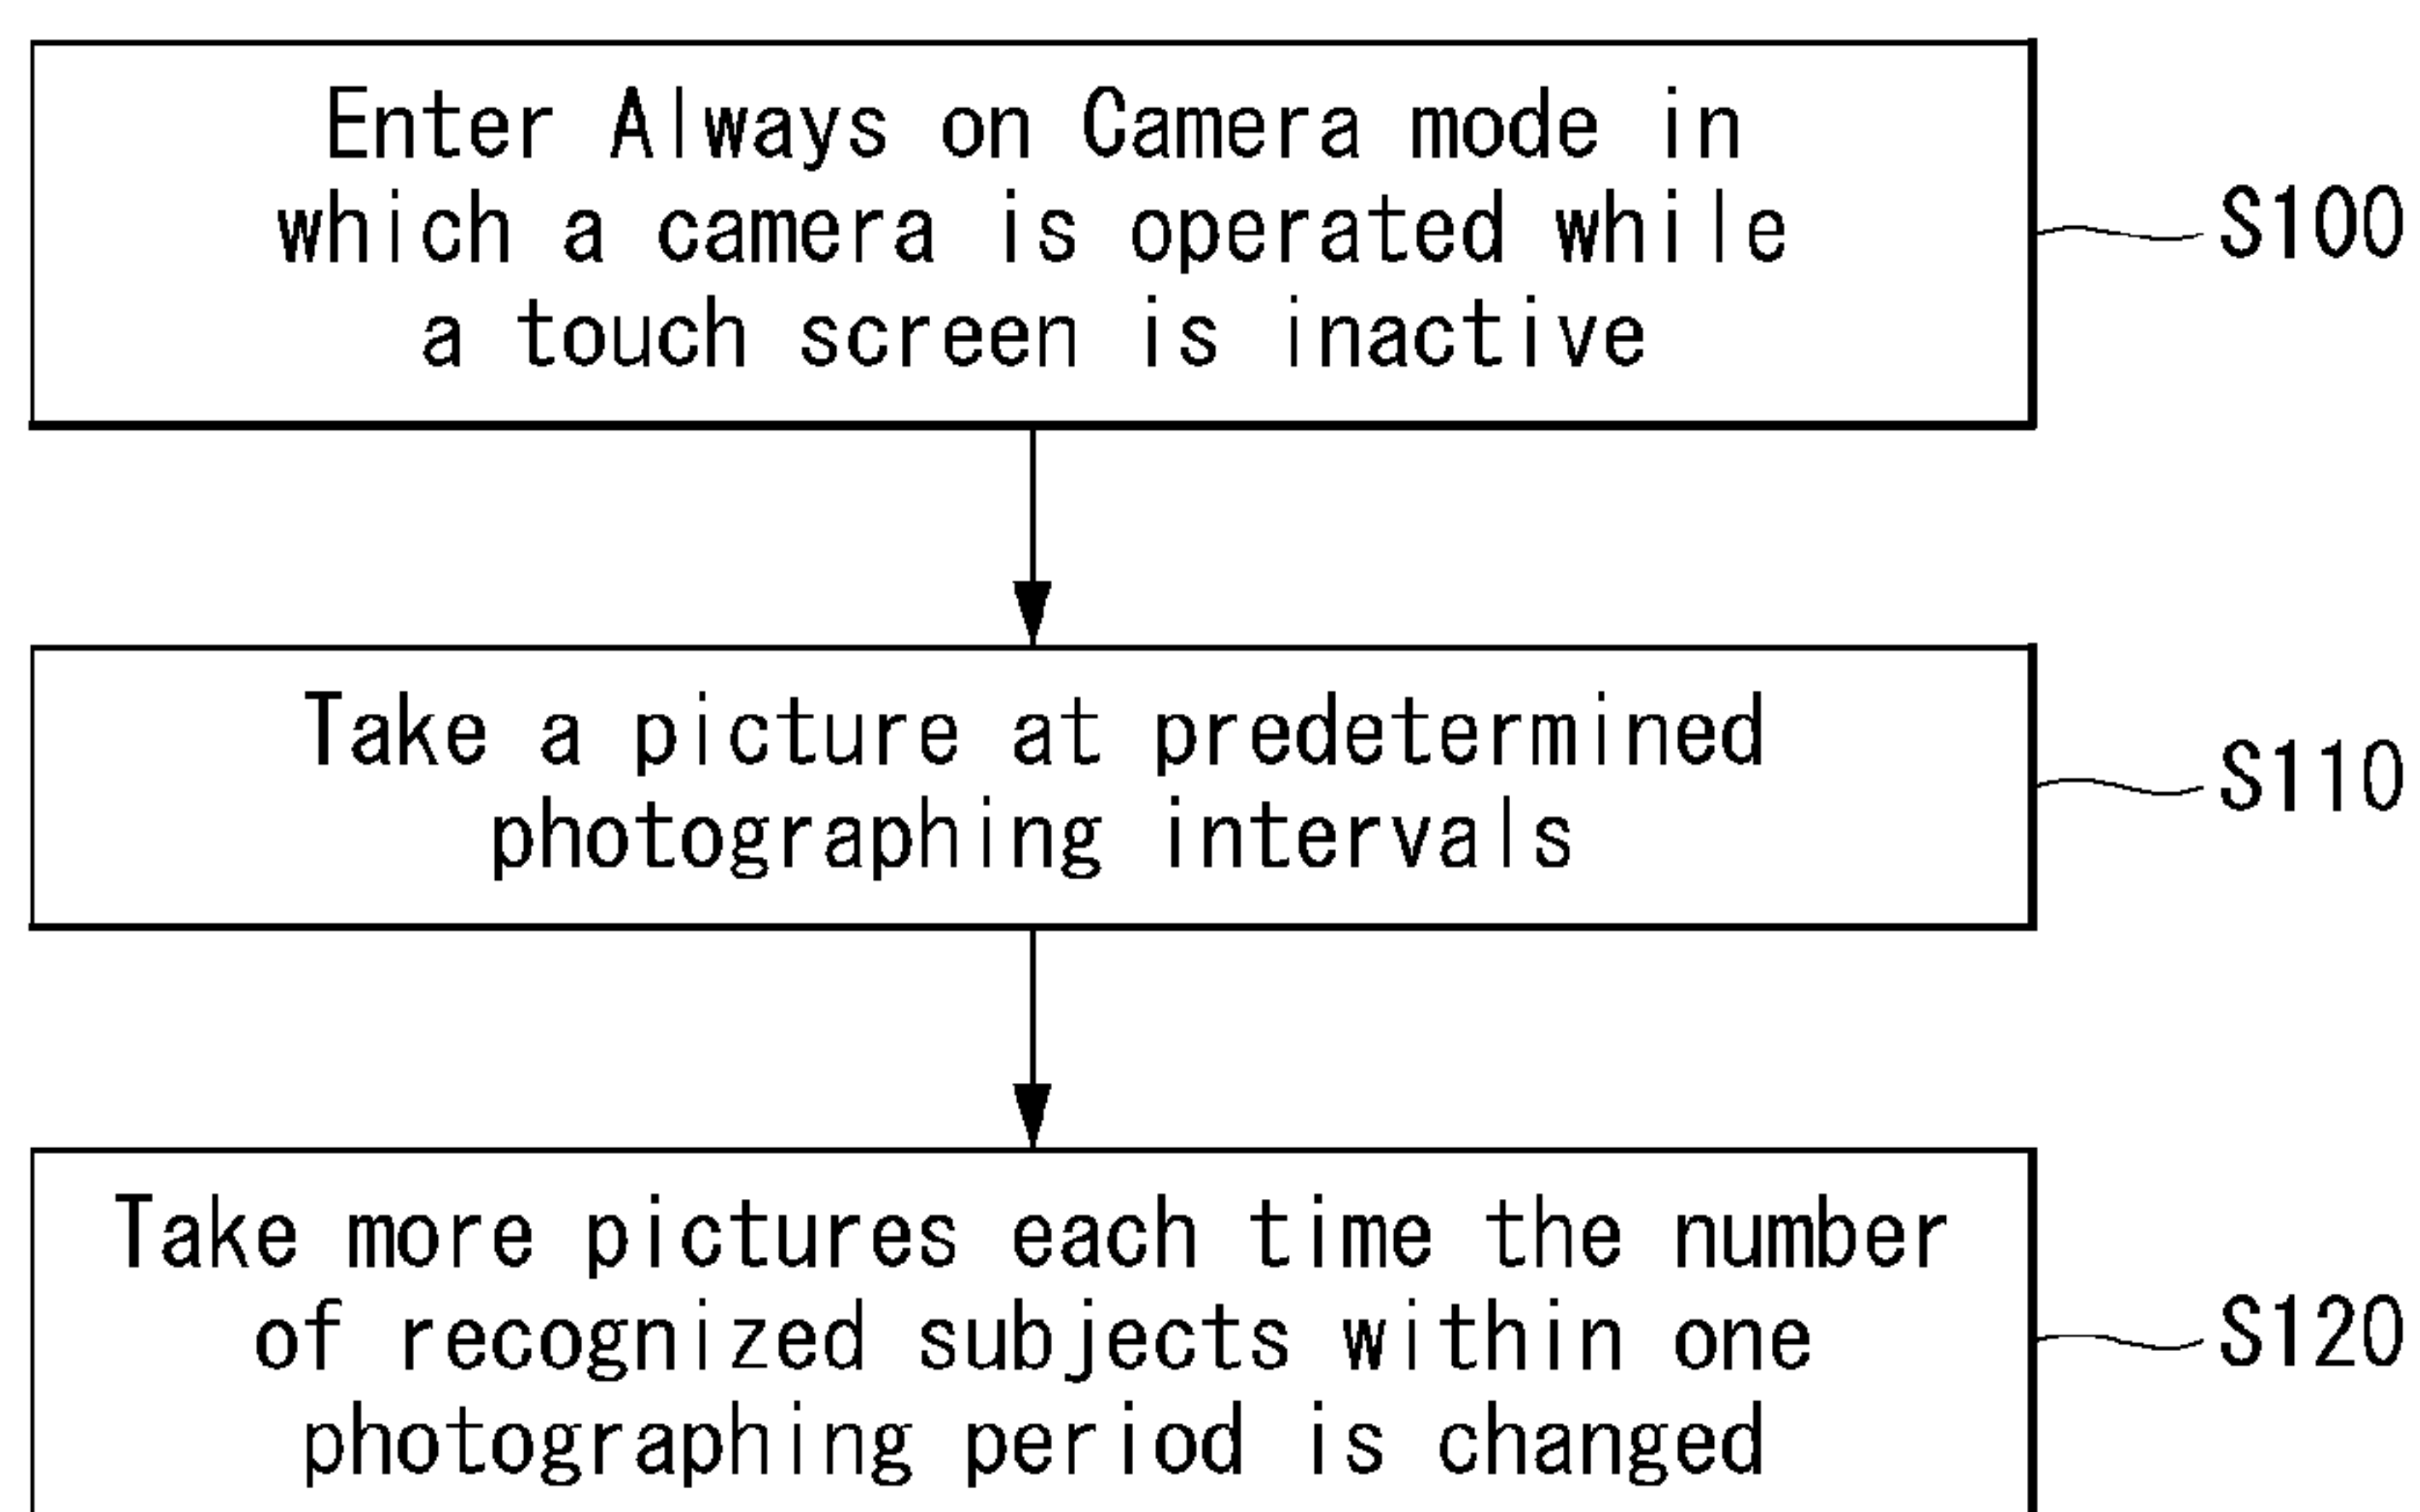 Enter Always on Camera mode in
which a camera is operated while
a touch screen is inactive
S100
Take a picture at predetermined
photographing intervals
S110
Take more pictures each time the number
of recognized subjects within one
photographing period is changed
S120